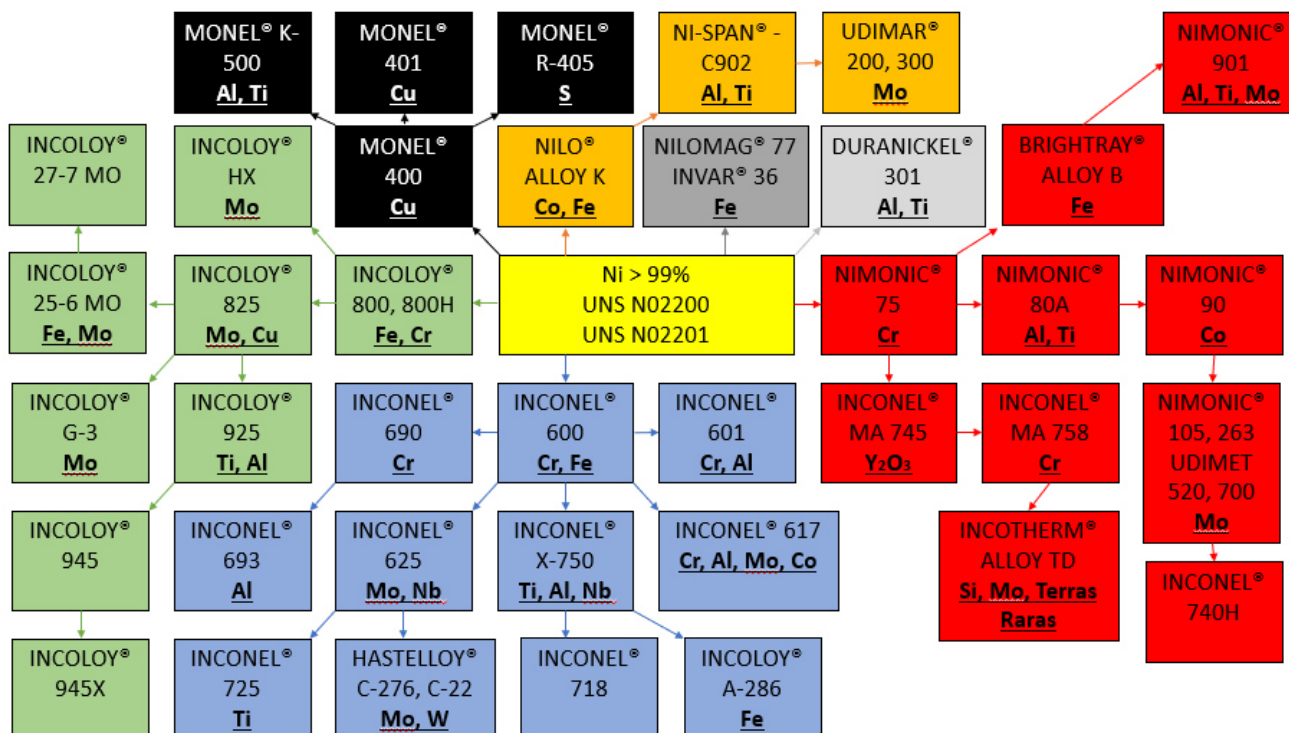 MONEL® K-
500
Al, Ti
MONEL®
401
Cu
MONEL®
R-405
S
NI-SPAN® -
C902
Al, Ti
UDIMAR®
200, 300
Mo
NIMONIC®
901
Al, Ti, Mo
INCOLOY®
27-7 MO
INCOLOY®
HX
Mo
MONEL®
400
Cu
NILO®
ALLOY K
Co, Fe
NILOMAG® 77
INVAR® 36
Fe
DURANICKEL®
301
Al, Ti
BRIGHTRAY®
ALLOY B
Fe
INCOLOY®
25-6 MO
Fe, Mo
INCOLOY®
825
Mo, Cu
INCOLOY®
800, 800H
Fe, Cr
Ni > 99%
UNS N02200
UNS N02201
NIMONIC®
75
Cr
NIMONIC®
80A
Al, Ti
NIMONIC®
90
Co
INCOLOY®
G-3
Mo
INCOLOY®
925
Ti, Al
INCONEL®
690
Cr
INCONEL®
600
Cr, Fe
INCONEL®
601
Cr, Al
INCONEL®
MA 745
Y₂O₃
INCONEL®
MA 758
Cr
NIMONIC®
105, 263
UDIMET
520, 700
Mo
INCOLOY®
945
INCONEL®
693
Al
INCONEL®
625
Mo, Nb
INCONEL®
X-750
Ti, Al, Nb
INCONEL® 617
Cr, Al, Mo, Co
INCOTHERM®
ALLOY TD
Si, Mo, Terras
Raras
INCONEL®
740H
INCOLOY®
945X
INCONEL®
725
Ti
HASTELLOY®
C-276, C-22
Mo, W
INCONEL®
718
INCOLOY®
A-286
Fe